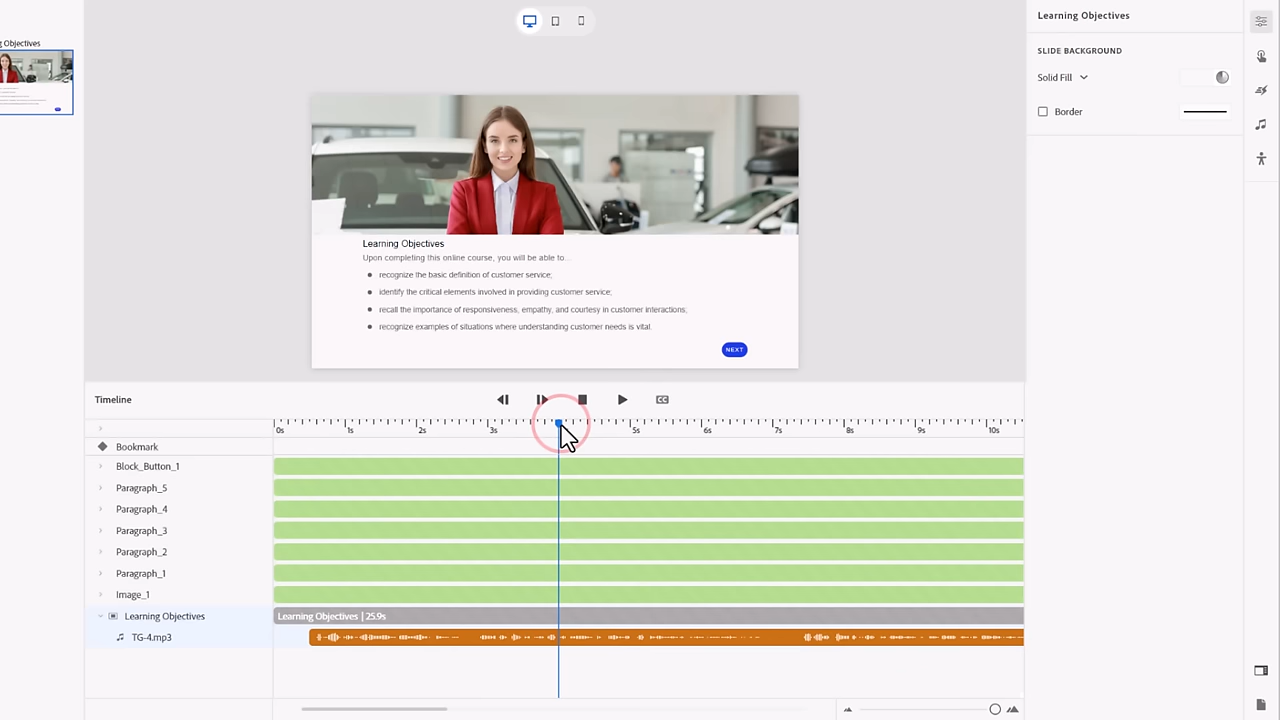 g Objectives
Learning Objectives
SLIDE BACKGROUND
Solid Fill
Border
Learning Objectives
Upon completing this online course, you will be able to...
recognize the basic definition of customer service;
identify the critical elements involved in providing customer service;
recall the importance of responsiveness, empathy, and courtesy in customer interactions;
recognize examples of situations where understanding customer needs is vital.
NEXT
Timeline
CC
0s 1s 2s 3s 5s 6s 7s 8s 9s 10s
Bookmark
Block_Button_1
Paragraph_5
Paragraph_4
Paragraph_3
Paragraph_2
Paragraph_1
Image_1
Learning Objectives
Learning Objectives | 25.9s
TG-4.mp3